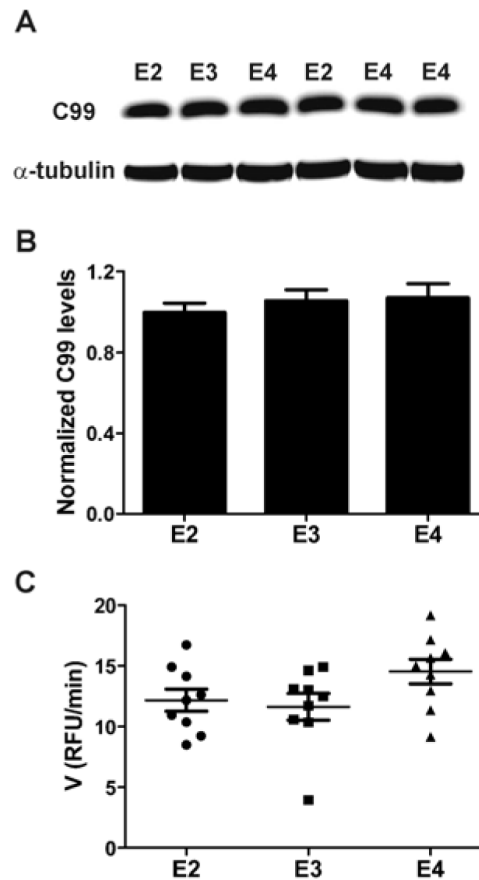 A
E2 E3 E4 E2 E4 E4
C99
α-tubulin
B
Normalized C99 levels
1.2
0.8
0.4
0.0
E2 E3 E4
C
V (RFU/min)
20
15
10
5
0
E2 E3 E4